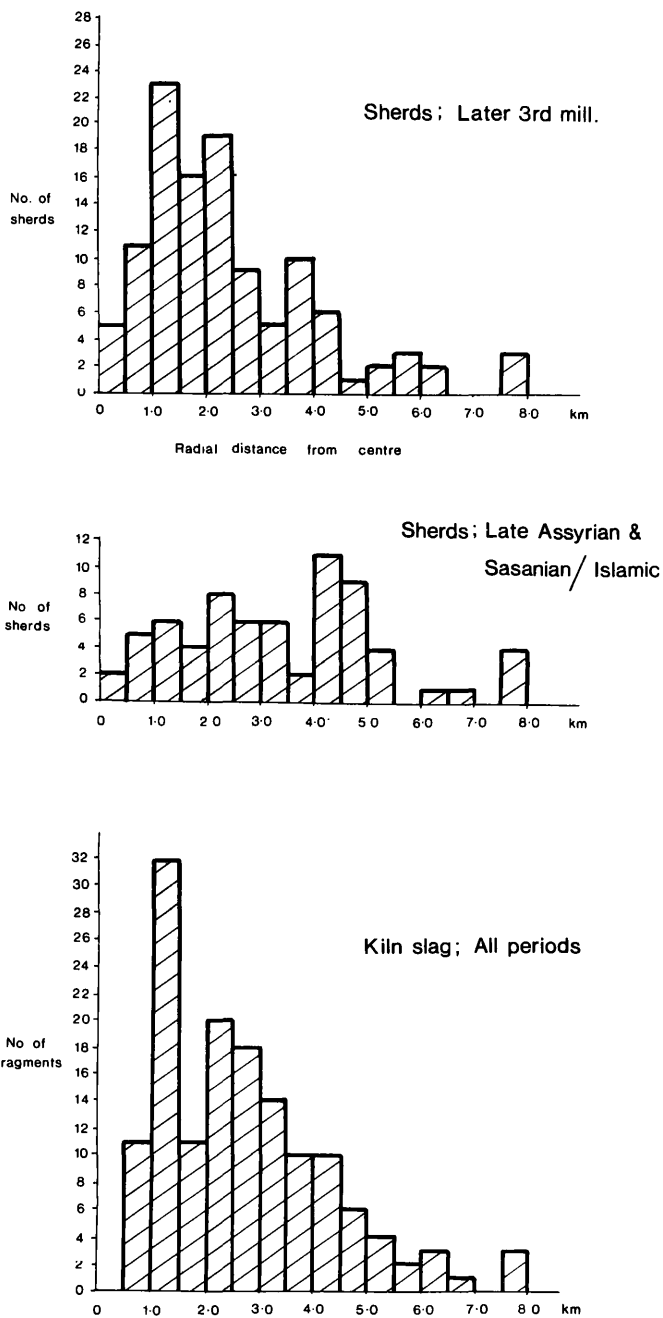 28
26
24
22
20
18
16
14
12
10
8
6
4
2
0
No. of
sherds
Sherds; Later 3rd mill.
0 1·0 2·0 3·0 4·0 5·0 6·0 7·0 8·0 km
Radial distance from centre
Sherds; Late Assyrian &
Sasanian/ Islamic
12
10
8
6
4
2
0
No of
sherds
0 1·0 2 0 3·0 4·0 5·0 6·0 7·0 8·0 km
Kiln slag; All periods
32
30
28
26
24
22
20
18
16
14
12
10
8
6
4
2
0
No of
ragments
0 1·0 2·0 3·0 4·0 5·0 6·0 7·0 8 0 km